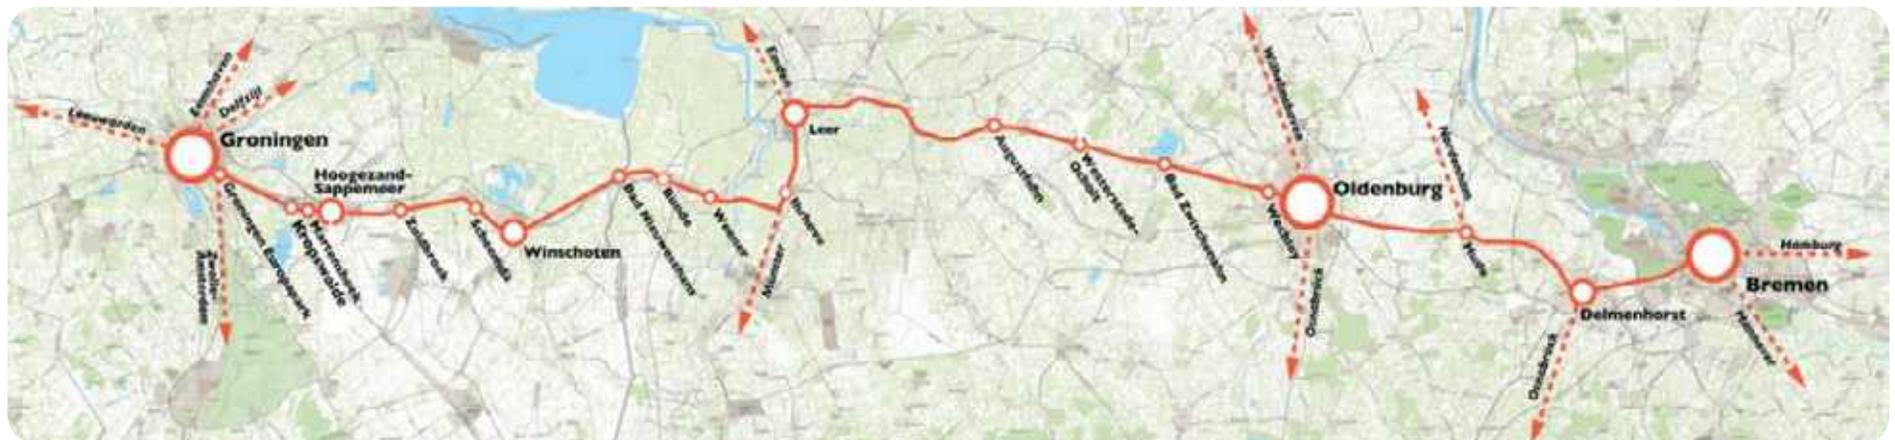 Eemshaven
Delfzijl
Leeuwarden
Groningen
Groningen Europapark
Zwolle-
Amsterdam
Kropswolde
Martenshoek
Hoogezand-
Sappemeer
Zuidbroek
Scheemda
Winschoten
Bad Nieuweschans
Bunde
Weener
Ihrhove
Münster
Emden
Leer
Augustfehn
Westerstede-
Ocholt
Bad Zwischenahn
Wechloy
Wilhelmshaven
Oldenburg
Osnabrück
Nordenham
Hude
Delmenhorst
Osnabrück
Bremen
Hamburg
Hannover